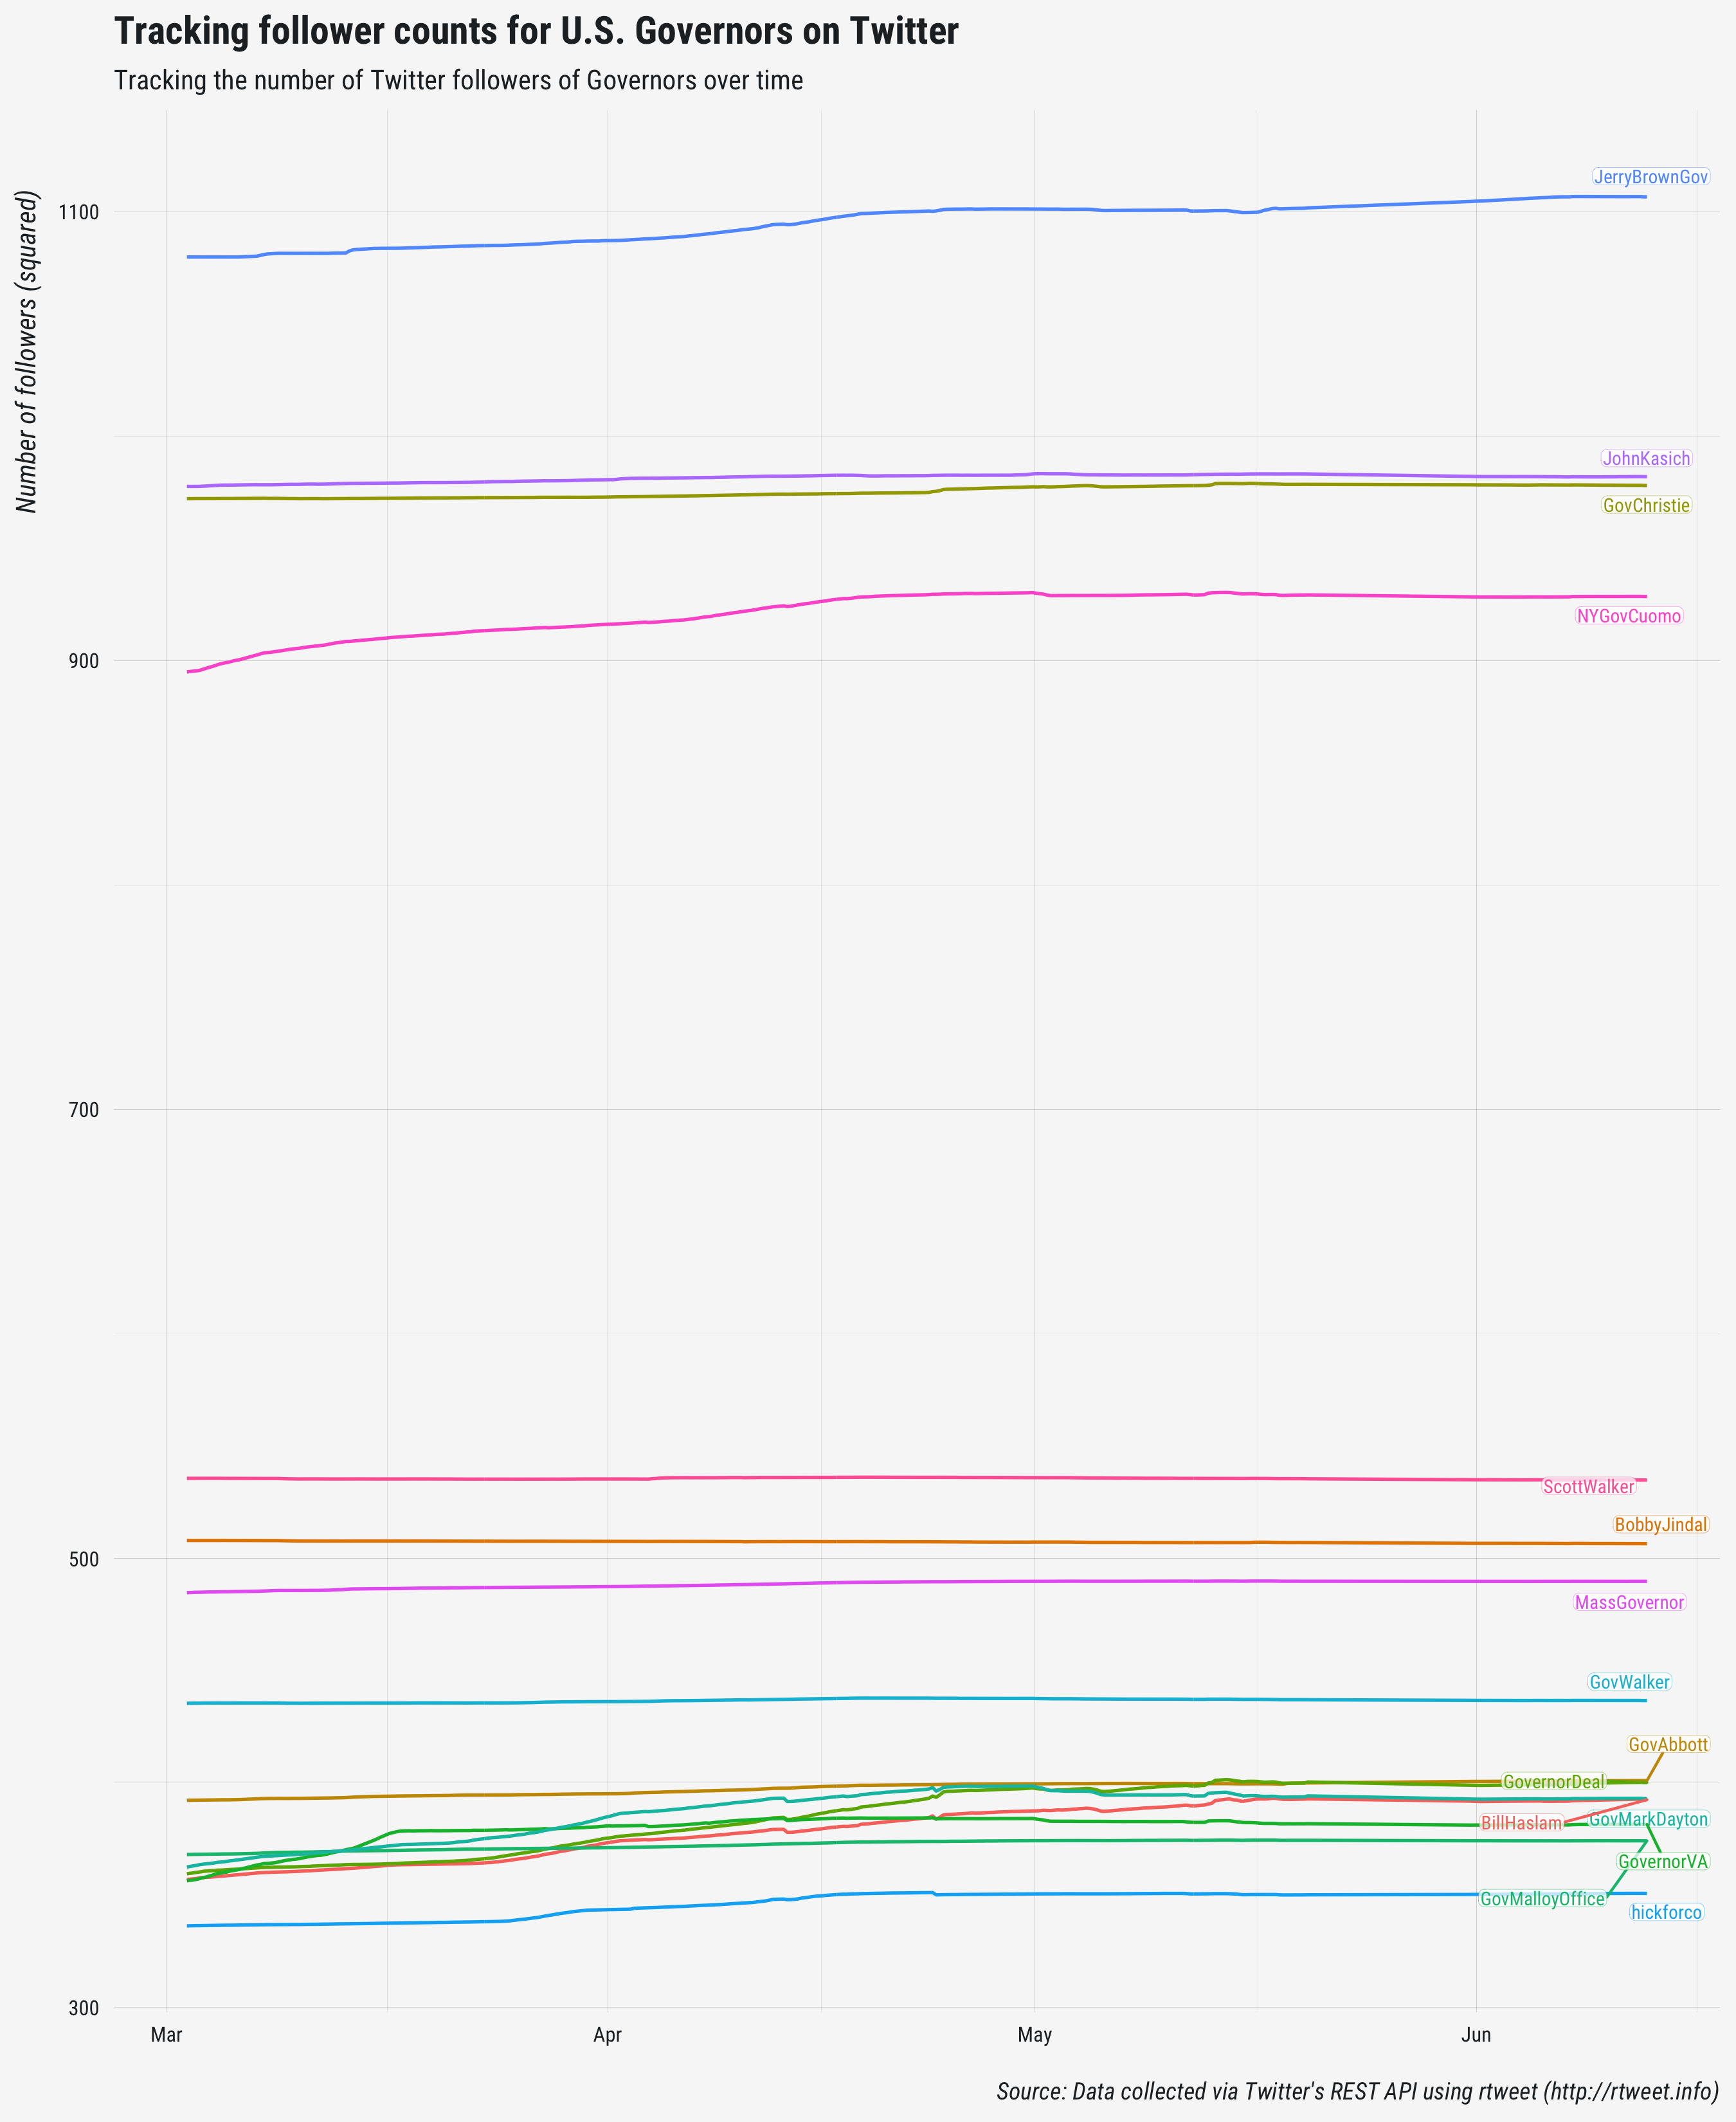 Tracking follower counts for U.S. Governors on Twitter
Tracking the number of Twitter followers of Governors over time
Number of followers (squared)
1100
900
700
500
300
JerryBrownGov
JohnKasich
GovChristie
NYGovCuomo
ScottWalker
BobbyJindal
MassGovernor
GovWalker
GovAbbott
GovernorDeal
BillHaslam
GovMarkDayton
GovernorVA
GovMalloyOffice
hickforco
Mar
Apr
May
Jun
Source: Data collected via Twitter's REST API using rtweet (http://rtweet.info)